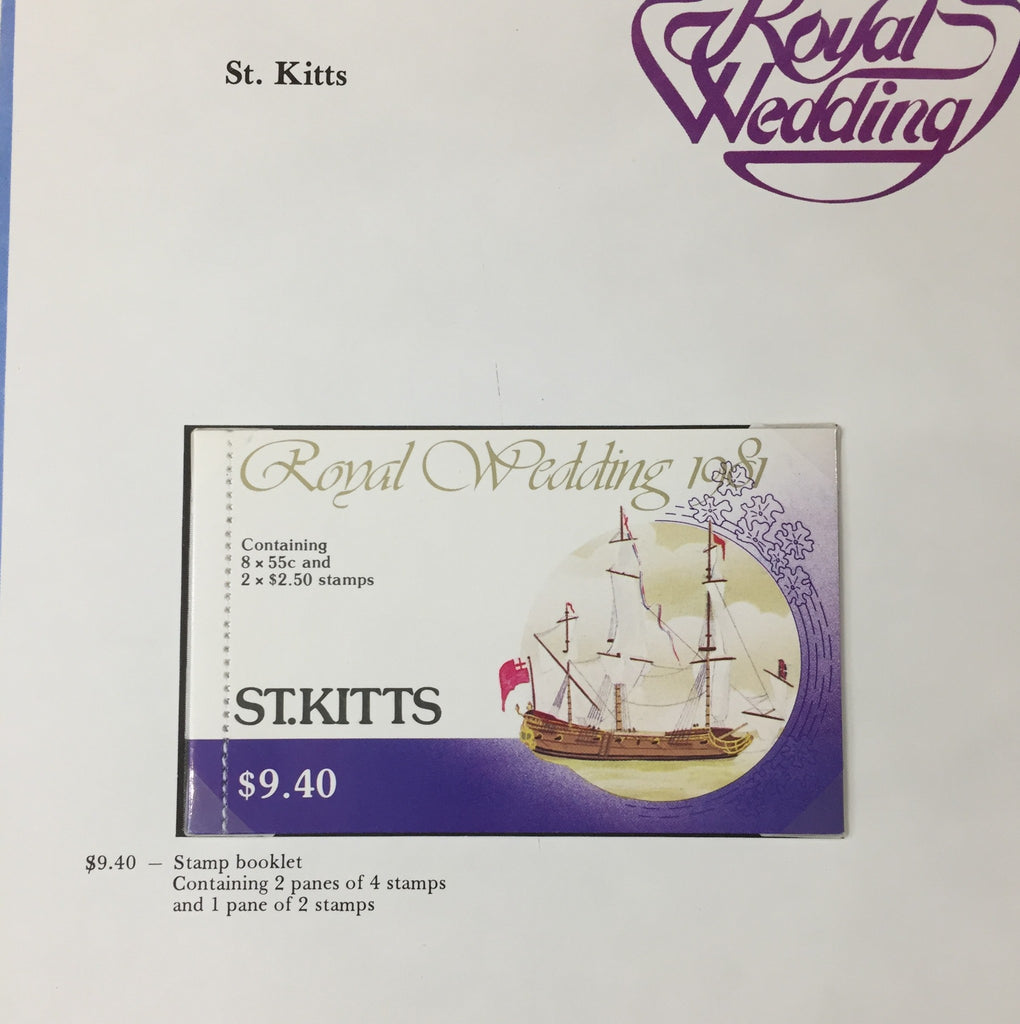 St. Kitts
Royal
Wedding
Royal Wedding 1981
Containing
8 x 55c and
2 x $2.50 stamps
ST.KITTS
$9.40
$9.40 — Stamp booklet
Containing 2 panes of 4 stamps
and 1 pane of 2 stamps